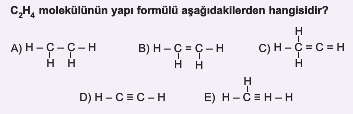 C₂H₄ molekülünün yapı formülü aşağıdakilerden hangisidir?
H
A) H – C – C – H B) H – C = C – H C) H – C = C = H
H H H H H
H
D) H – C ≡ C – H E) H – C ≡ H – H
H